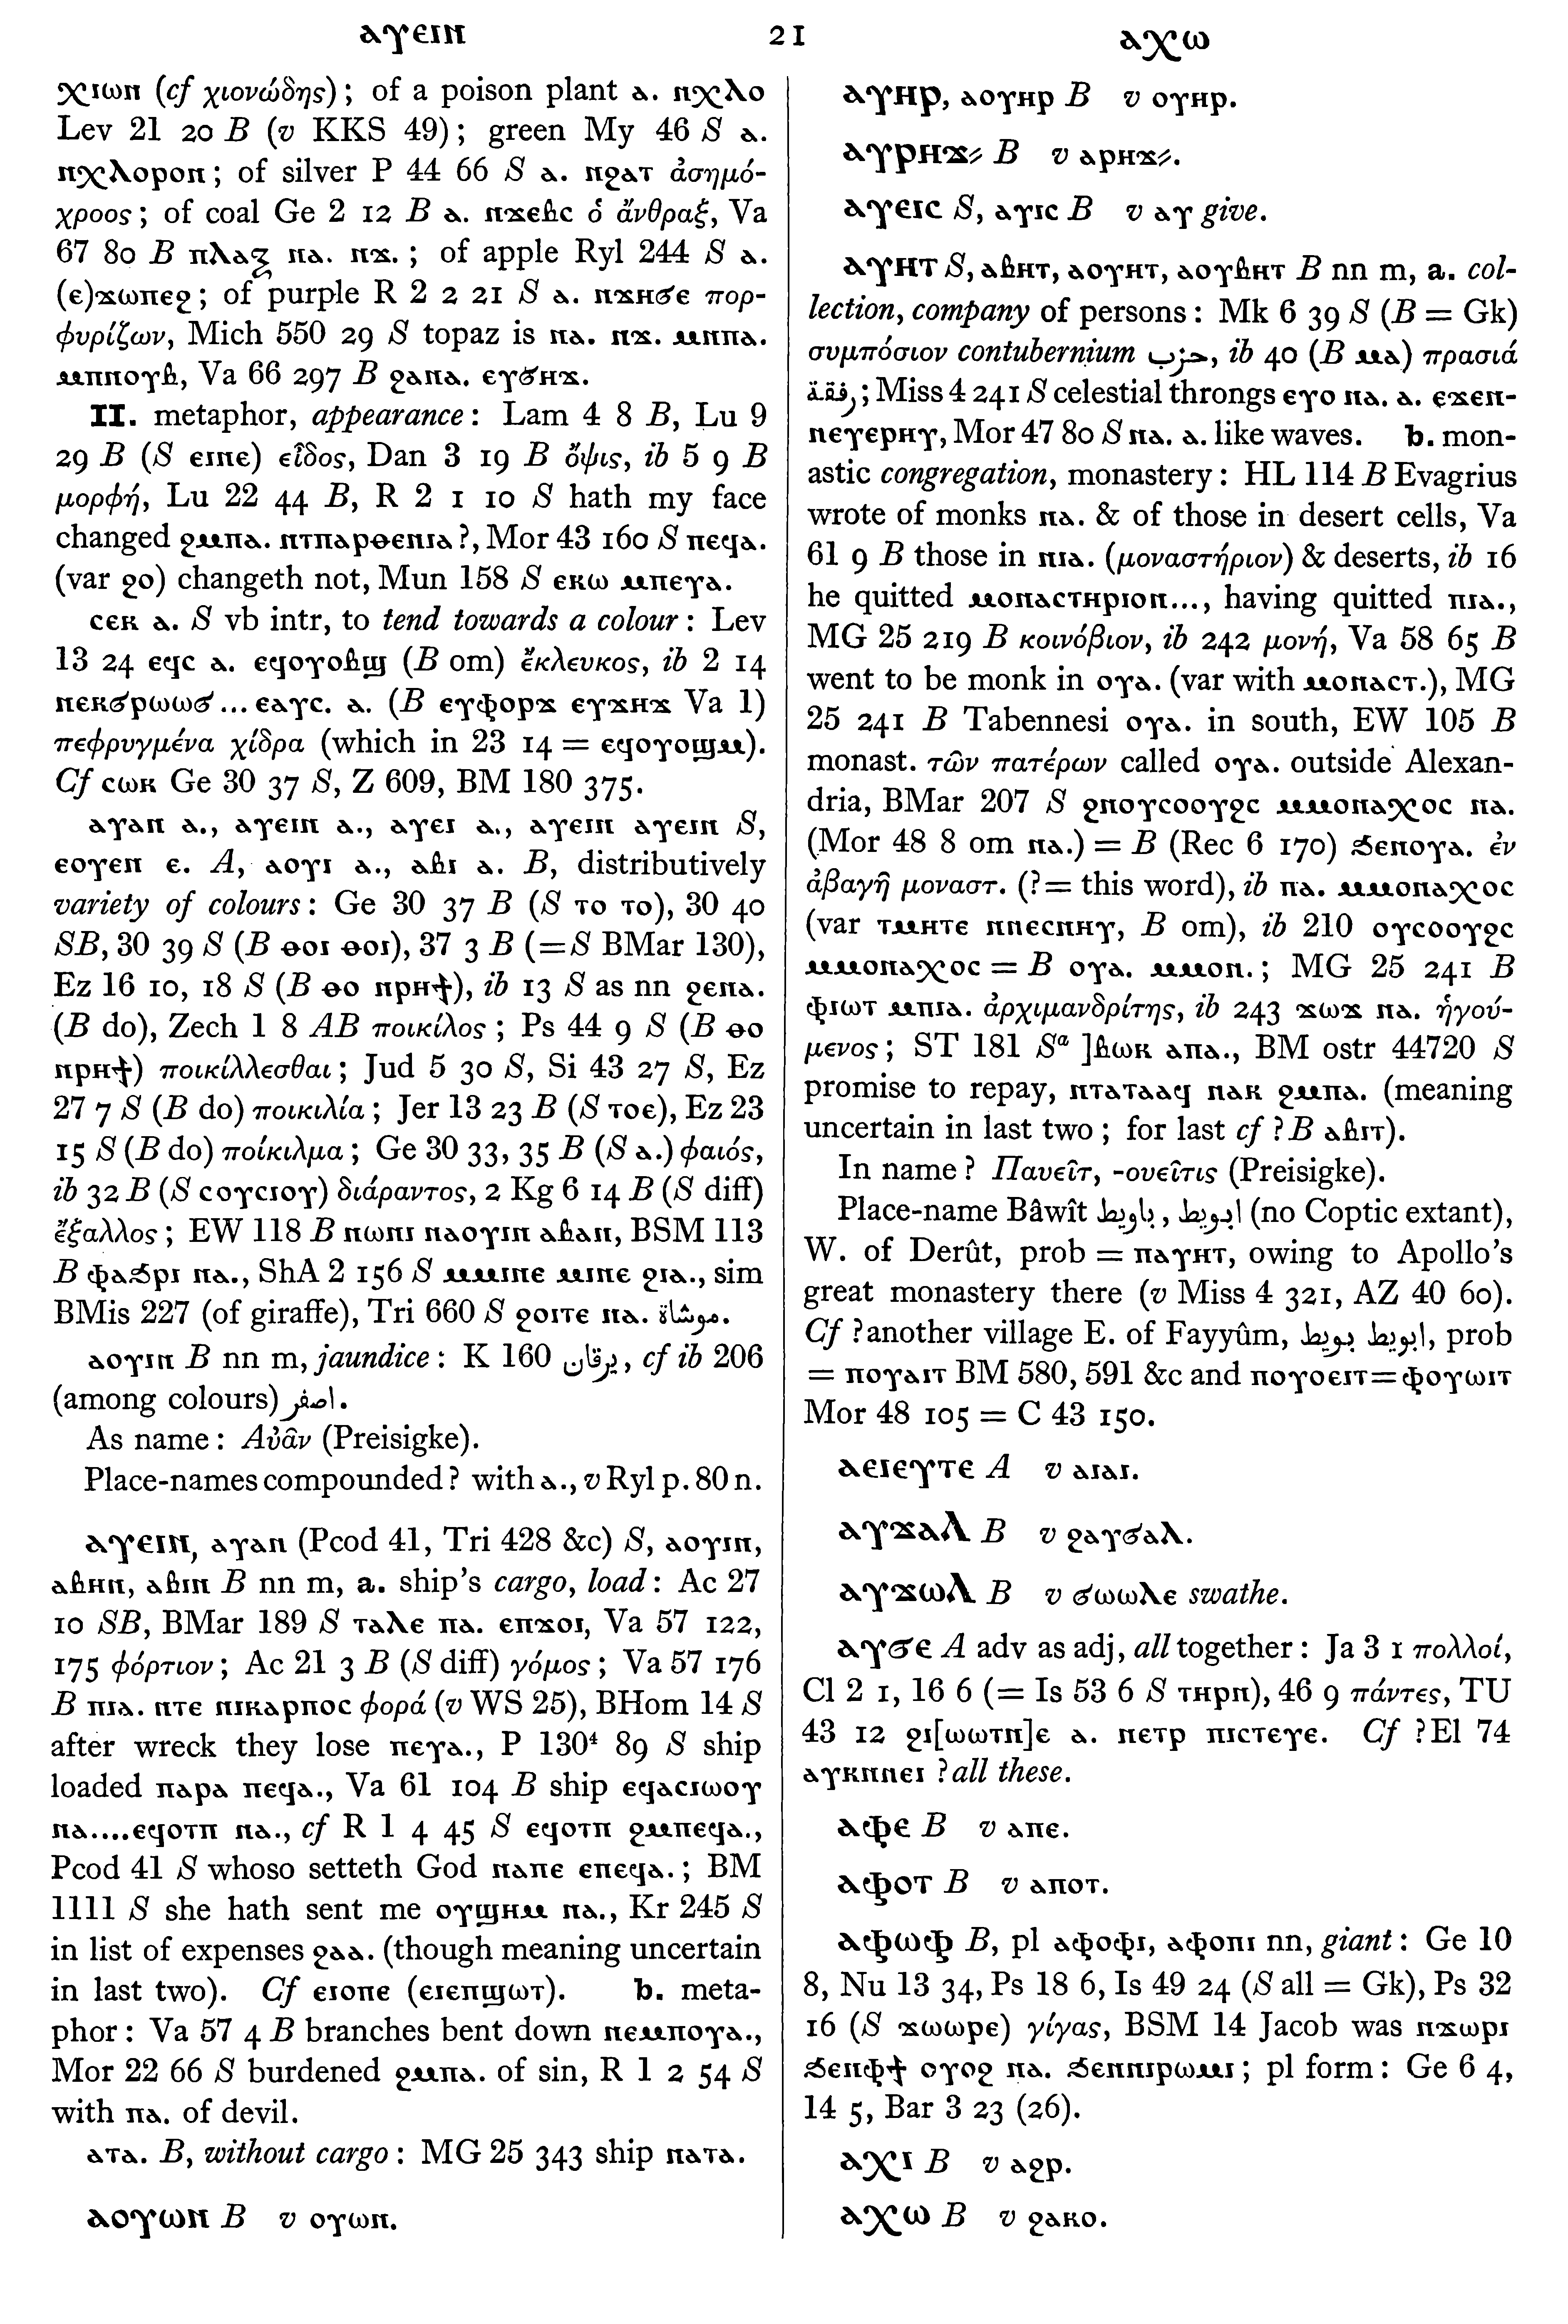 ⲁⲩⲉⲓⲛ 21 ⲁⲭⲱ
ⲭⲓⲱⲛ (cf χιονώδης); of a poison plant ⲁ. ⲛⲭⲗⲟ
Lev 21 20 B (v KKS 49); green My 46 S ⲁ.
ⲛⲭⲗⲟⲣⲟⲛ; of silver P 44 66 S ⲁ. ⲛϩⲁⲧ ἀσημό-
χροος; of coal Ge 2 12 B ⲁ. ⲛϫⲉⲃⲥ ὁ ἄνθραξ, Va
67 80 B ⲡⲗⲁⲝ ⲛⲁ. ⲛϫ.; of apple Ryl 244 S ⲁ.
(ⲉ)ϫⲱⲡⲉϩ; of purple R 2 2 21 S ⲁ. ⲛϫⲏϭⲉ πορ-
φυρίζων, Mich 550 29 S topaz is ⲛⲁ. ⲛϫ. ⲙⲛⲡⲁ.
ⲙⲡⲛⲟⲩⲃ, Va 66 297 B ϩⲁⲛⲁ. ⲉⲩϭⲏϫ.
II. metaphor, appearance: Lam 4 8 B, Lu 9
29 B (S ⲉⲓⲛⲉ) εἶδος, Dan 3 19 B ὄψις, ib 5 9 B
μορφή, Lu 22 44 B, R 2 1 10 S hath my face
changed ϩⲙⲡⲁ. ⲛⲧⲡⲁⲣⲑⲉⲛⲓⲁ?, Mor 43 160 S ⲡⲉϥⲁ.
(var ϩⲟ) changeth not, Mun 158 S ⲉⲕⲱ ⲙⲡⲉⲩⲁ.
ⲥⲉⲕ ⲁ. S vb intr, to tend towards a colour: Lev
13 24 ⲉϥⲥ ⲁ. ⲉϥⲟⲩⲟⲃϣ (B om) ἔκλευκος, ib 2 14
ⲛⲉⲕϭⲣⲱⲱϭ... ⲉⲁⲩⲥ. ⲁ. (B ⲉⲩⲫⲟⲣϫ ⲉⲩϫⲏϫ Va 1)
πεφρυγμένα χίδρα (which in 23 14 = ⲉϥⲟⲩⲟϣⲙ).
Cf ⲥⲱⲕ Ge 30 37 S, Z 609, BM 180 375.
ⲁⲩⲁⲛ ⲁ., ⲁⲩⲉⲓⲛ ⲁ., ⲁⲩⲉⲓ ⲁ., ⲁⲩⲉⲓⲛ ⲁⲩⲉⲓⲛ S,
ⲉⲟⲩⲉⲛ ⲉ. A, ⲁⲟⲩⲓ ⲁ., ⲁⲃⲓ ⲁ. B, distributively
variety of colours: Ge 30 37 B (S ⲧⲟ ⲧⲟ), 30 40
SB, 30 39 S (B ⲑⲟⲓ ⲑⲟⲓ), 37 3 B (=S BMar 130),
Ez 16 10, 18 S (B ⲑⲟ ⲛⲣⲏϯ), ib 13 S as nn ϩⲉⲛⲁ.
(B do), Zech 1 8 AB ποικίλος; Ps 44 9 S (B ⲑⲟ
ⲛⲣⲏϯ) ποικίλλεσθαι; Jud 5 30 S, Si 43 27 S, Ez
27 7 S (B do) ποικιλία; Jer 13 23 B (S ⲧⲟⲉ), Ez 23
15 S (B do) ποίκιλμα; Ge 30 33, 35 B (S ⲁ.) φαιός,
ib 32 B (S ⲥⲟⲩⲥⲓⲟⲩ) διάραντος, 2 Kg 6 14 B (S diff)
ἔξαλλος; EW 118 B ⲛⲱⲛⲓ ⲛⲁⲟⲩⲓⲛ ⲁⲃⲁⲛ, BSM 113
B ⲫⲁϧⲣⲓ ⲛⲁ., ShA 2 156 S ⲙⲙⲓⲛⲉ ⲙⲓⲛⲉ ϩⲓⲁ., sim
BMis 227 (of giraffe), Tri 660 S ϩⲟⲓⲧⲉ ⲛⲁ. موشاة.
ⲁⲟⲩⲓⲛ B nn m, jaundice: K 160 يرقان, cf ib 206
(among colours) اصفر.
As name: Αὐᾶν (Preisigke).
Place-names compounded? with ⲁ., v Ryl p. 80 n.
ⲁⲩⲉⲓⲛ, ⲁⲩⲁⲛ (Pcod 41, Tri 428 &c) S, ⲁⲟⲩⲓⲛ,
ⲁⲃⲏⲛ, ⲁⲃⲓⲛ B nn m, a. ship's cargo, load: Ac 27
10 SB, BMar 189 S ⲧⲁⲗⲉ ⲡⲁ. ⲉⲡϫⲟⲓ, Va 57 122,
175 φόρτιον; Ac 21 3 B (S diff) γόμος; Va 57 176
B ⲡⲓⲁ. ⲛⲧⲉ ⲡⲓⲕⲁⲣⲡⲟⲥ φορά (v WS 25), BHom 14 S
after wreck they lose ⲡⲉⲩⲁ., P 130⁴ 89 S ship
loaded ⲡⲁⲣⲁ ⲡⲉϥⲁ., Va 61 104 B ship ⲉϥⲁⲥⲓⲱⲟⲩ
ⲛⲁ....ⲉϥⲟⲧⲡ ⲛⲁ., cf R 1 4 45 S ⲉϥⲟⲧⲡ ϩⲙⲡⲉϥⲁ.,
Pcod 41 S whoso setteth God ⲛⲁⲡⲉ ⲉⲡⲉϥⲁ.; BM
1111 S she hath sent me ⲟⲩϣⲏⲙ ⲛⲁ., Kr 245 S
in list of expenses ϩⲁⲁ. (though meaning uncertain
in last two). Cf ⲉⲓⲟⲡⲉ (ⲉⲓⲉⲡϣⲱⲧ). b. meta-
phor: Va 57 4 B branches bent down ⲛⲉⲙⲡⲟⲩⲁ.,
Mor 22 66 S burdened ϩⲙⲡⲁ. of sin, R 1 2 54 S
with ⲡⲁ. of devil.
ⲁⲧⲁ. B, without cargo: MG 25 343 ship ⲛⲁⲧⲁ.
ⲁⲟⲩⲱⲛ B v ⲟⲩⲱⲛ.
ⲁⲩⲏⲣ, ⲁⲟⲩⲏⲣ B v ⲟⲩⲏⲣ.
ⲁⲩⲣⲏϫ⸗ B v ⲁⲣⲏϫ⸗.
ⲁⲩⲉⲓⲥ S, ⲁⲩⲓⲥ B v ⲁⲩ give.
ⲁⲩⲏⲧ S, ⲁⲃⲏⲧ, ⲁⲟⲩⲏⲧ, ⲁⲟⲩⲃⲏⲧ B nn m, a. col-
lection, company of persons: Mk 6 39 S (B = Gk)
συμπόσιον contubernium حزب, ib 40 (B ⲙⲁ) πρασιά
رفاقة; Miss 4 241 S celestial throngs ⲉⲩⲟ ⲛⲁ. ⲁ. ⲉϫⲉⲛ-
ⲛⲉⲩⲉⲣⲏⲩ, Mor 47 80 S ⲛⲁ. ⲁ. like waves. b. mon-
astic congregation, monastery: HL 114 B Evagrius
wrote of monks ⲛⲁ. & of those in desert cells, Va
61 9 B those in ⲛⲓⲁ. (μοναστήριον) & deserts, ib 16
he quitted ⲙⲟⲛⲁⲥⲧⲏⲣⲓⲟⲛ..., having quitted ⲡⲓⲁ.,
MG 25 219 B κοινόβιον, ib 242 μονή, Va 58 65 B
went to be monk in ⲟⲩⲁ. (var with ⲙⲟⲛⲁⲥⲧ.), MG
25 241 B Tabennesi ⲟⲩⲁ. in south, EW 105 B
monast. τῶν πατέρων called ⲟⲩⲁ. outside Alexan-
dria, BMar 207 S ϩⲛⲟⲩⲥⲟⲟⲩϩⲥ ⲙⲙⲟⲛⲁⲭⲟⲥ ⲛⲁ.
(Mor 48 8 om ⲛⲁ.) = B (Rec 6 170) ϧⲉⲛⲟⲩⲁ. ἐν
ἀβαγῇ μοναστ. (?= this word), ib ⲡⲁ. ⲙⲙⲟⲛⲁⲭⲟⲥ
(var ⲧⲙⲏⲧⲉ ⲛⲛⲉⲥⲛⲏⲩ, B om), ib 210 ⲟⲩⲥⲟⲟⲩϩⲥ
ⲙⲙⲟⲛⲁⲭⲟⲥ = B ⲟⲩⲁ. ⲙⲙⲟⲛ.; MG 25 241 B
ⲫⲓⲱⲧ ⲙⲡⲓⲁ. ἀρχιμανδρίτης, ib 243 ϫⲱϫ ⲛⲁ. ἡγού-
μενος; ST 181 Sᵃ ]ⲃⲱⲕ ⲁⲡⲁ., BM ostr 44720 S
promise to repay, ⲛⲧⲁⲧⲁⲁϥ ⲛⲁⲕ ϩⲙⲡⲁ. (meaning
uncertain in last two; for last cf ? B ⲁⲃⲓⲧ).
In name? Παυεῖτ, -ουεῖτις (Preisigke).
Place-name Bâwît باويط, ابويط (no Coptic extant),
W. of Derût, prob = ⲡⲁⲩⲏⲧ, owing to Apollo's
great monastery there (v Miss 4 321, AZ 40 60).
Cf ? another village E. of Fayyûm, ابويط بويط, prob
= ⲡⲟⲩⲁⲓⲧ BM 580, 591 &c and ⲡⲟⲩⲟⲉⲓⲧ=ⲫⲟⲩⲱⲓⲧ
Mor 48 105 = C 43 150.
ⲁⲉⲓⲉⲩⲧⲉ A v ⲁⲓⲁⲓ.
ⲁⲩϫⲁⲗ B v ϩⲁⲩϭⲁⲗ.
ⲁⲩϫⲱⲗ B v ϭⲱⲱⲗⲉ swathe.
ⲁⲩϭⲉ A adv as adj, all together: Ja 3 1 πολλοί,
Cl 2 1, 16 6 (= Is 53 6 S ⲧⲏⲣⲛ), 46 9 πάντες, TU
43 12 ϩⲓ[ⲱⲱⲧⲛ]ⲉ ⲁ. ⲛⲉⲧⲣ ⲡⲓⲥⲧⲉⲩⲉ. Cf ? El 74
ⲁⲩⲕⲛⲛⲉⲓ ? all these.
ⲁⲫⲉ B v ⲁⲡⲉ.
ⲁⲫⲟⲧ B v ⲁⲡⲟⲧ.
ⲁⲫⲱⲫ B, pl ⲁⲫⲟⲫⲓ, ⲁⲫⲟⲡⲓ nn, giant: Ge 10
8, Nu 13 34, Ps 18 6, Is 49 24 (S all = Gk), Ps 32
16 (S ϫⲱⲱⲣⲉ) γίγας, BSM 14 Jacob was ⲛϫⲱⲣⲓ
ϧⲉⲛⲫϯ ⲟⲩⲟϩ ⲛⲁ. ϧⲉⲛⲛⲓⲣⲱⲙⲓ; pl form: Ge 6 4,
14 5, Bar 3 23 (26).
ⲁⲭⲓ B v ⲁϩⲣ.
ⲁⲭⲱ B v ϩⲁⲕⲟ.